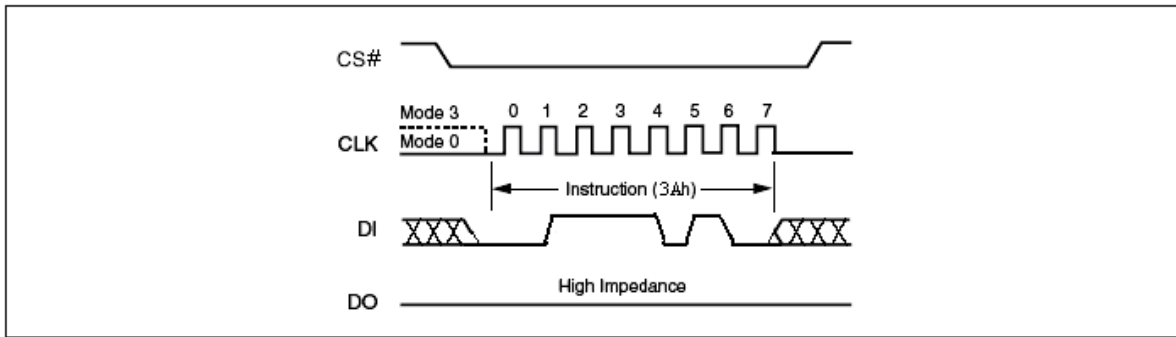 CS#
Mode 3 0 1 2 3 4 5 6 7
CLK Mode 0
Instruction (3Ah)
DI
High Impedance
DO